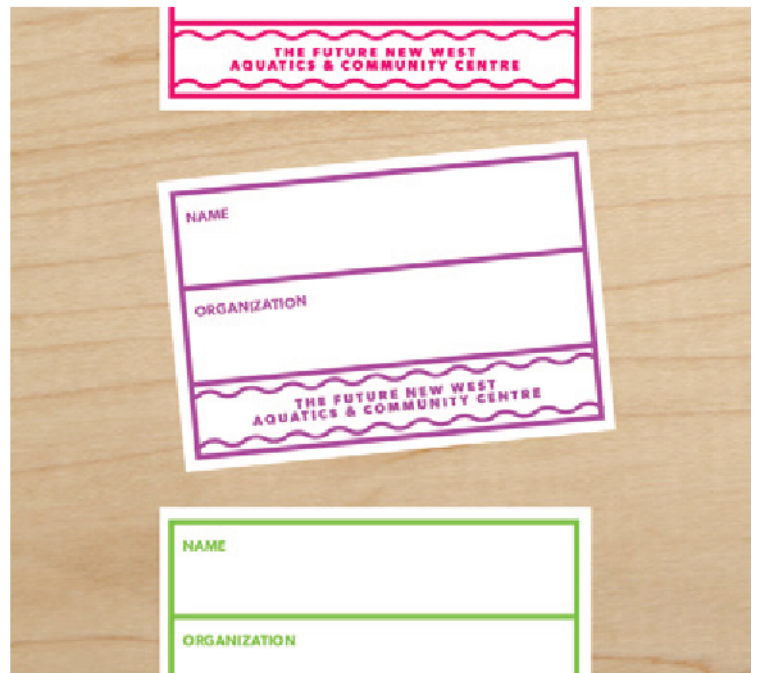 THE FUTURE NEW WEST
AQUATICS & COMMUNITY CENTRE
NAME
ORGANIZATION
THE FUTURE NEW WEST
AQUATICS & COMMUNITY CENTRE
NAME
ORGANIZATION